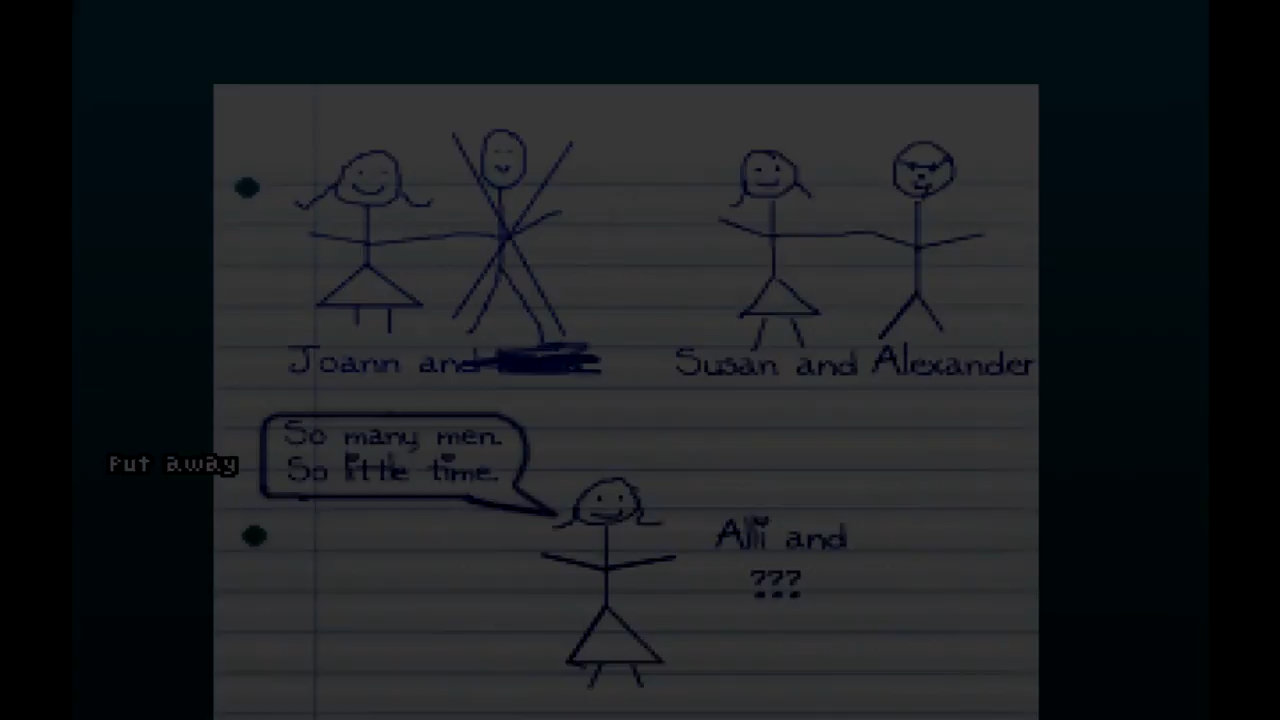 Joann and
Susan and Alexander
So many men.
So little time.
Put away
Alli and
???